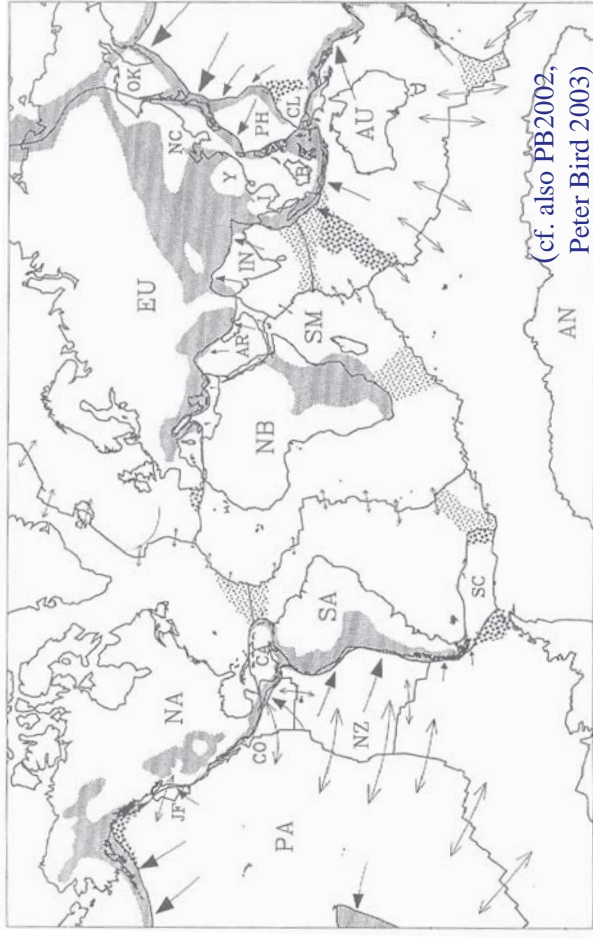 OK
EU
NA
NC
JF
Y
IN
PH
AR
CA
CO
NB
I
CL
B
SM
PA
SA
AU
NZ
SC
AN
(cf. also PB2002,
Peter Bird 2003)